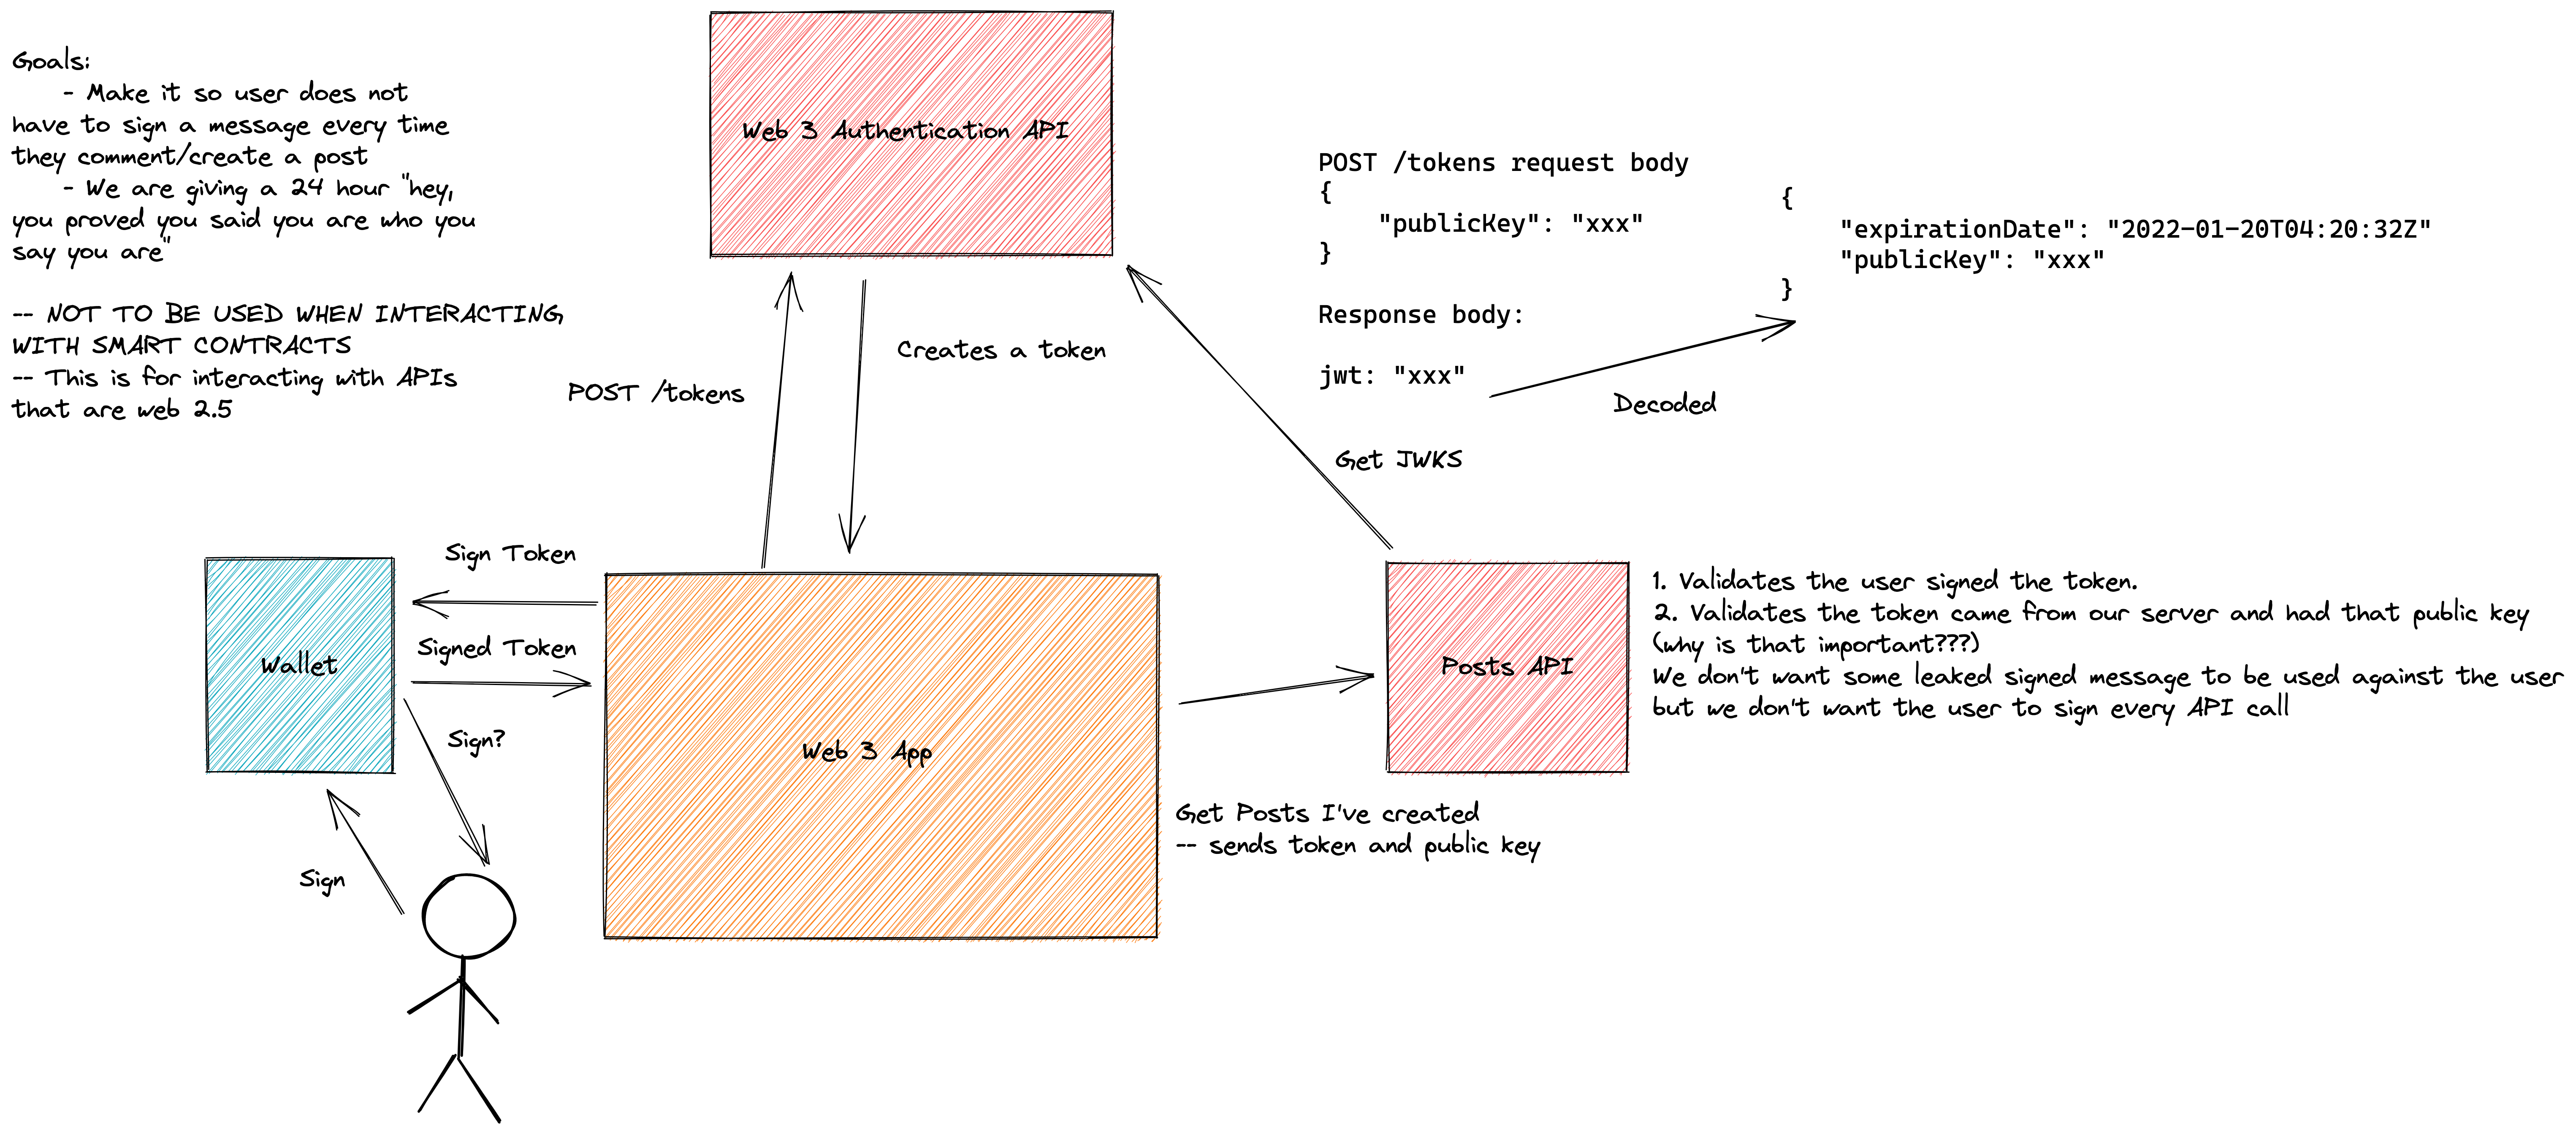 Goals:
- Make it so user does not
have to sign a message every time
they comment/create a post
- We are giving a 24 hour "hey,
you proved you said you are who you
say you are"
-- NOT TO BE USED WHEN INTERACTING
WITH SMART CONTRACTS
-- This is for interacting with APIs
that are web 2.5
Web 3 Authentication API
POST /tokens request body
{
"publicKey": "xxx"
}
Response body:
jwt: "xxx"
{
"expirationDate": "2022-01-20T04:20:32Z"
"publicKey": "xxx"
}
Decoded
POST /tokens
Creates a token
Get JWKS
Sign Token
Signed Token
Wallet
Sign?
Sign
Web 3 App
Posts API
1. Validates the user signed the token.
2. Validates the token came from our server and had that public key
(why is that important???)
We don't want some leaked signed message to be used against the user
but we don't want the user to sign every API call
Get Posts I've created
-- sends token and public key